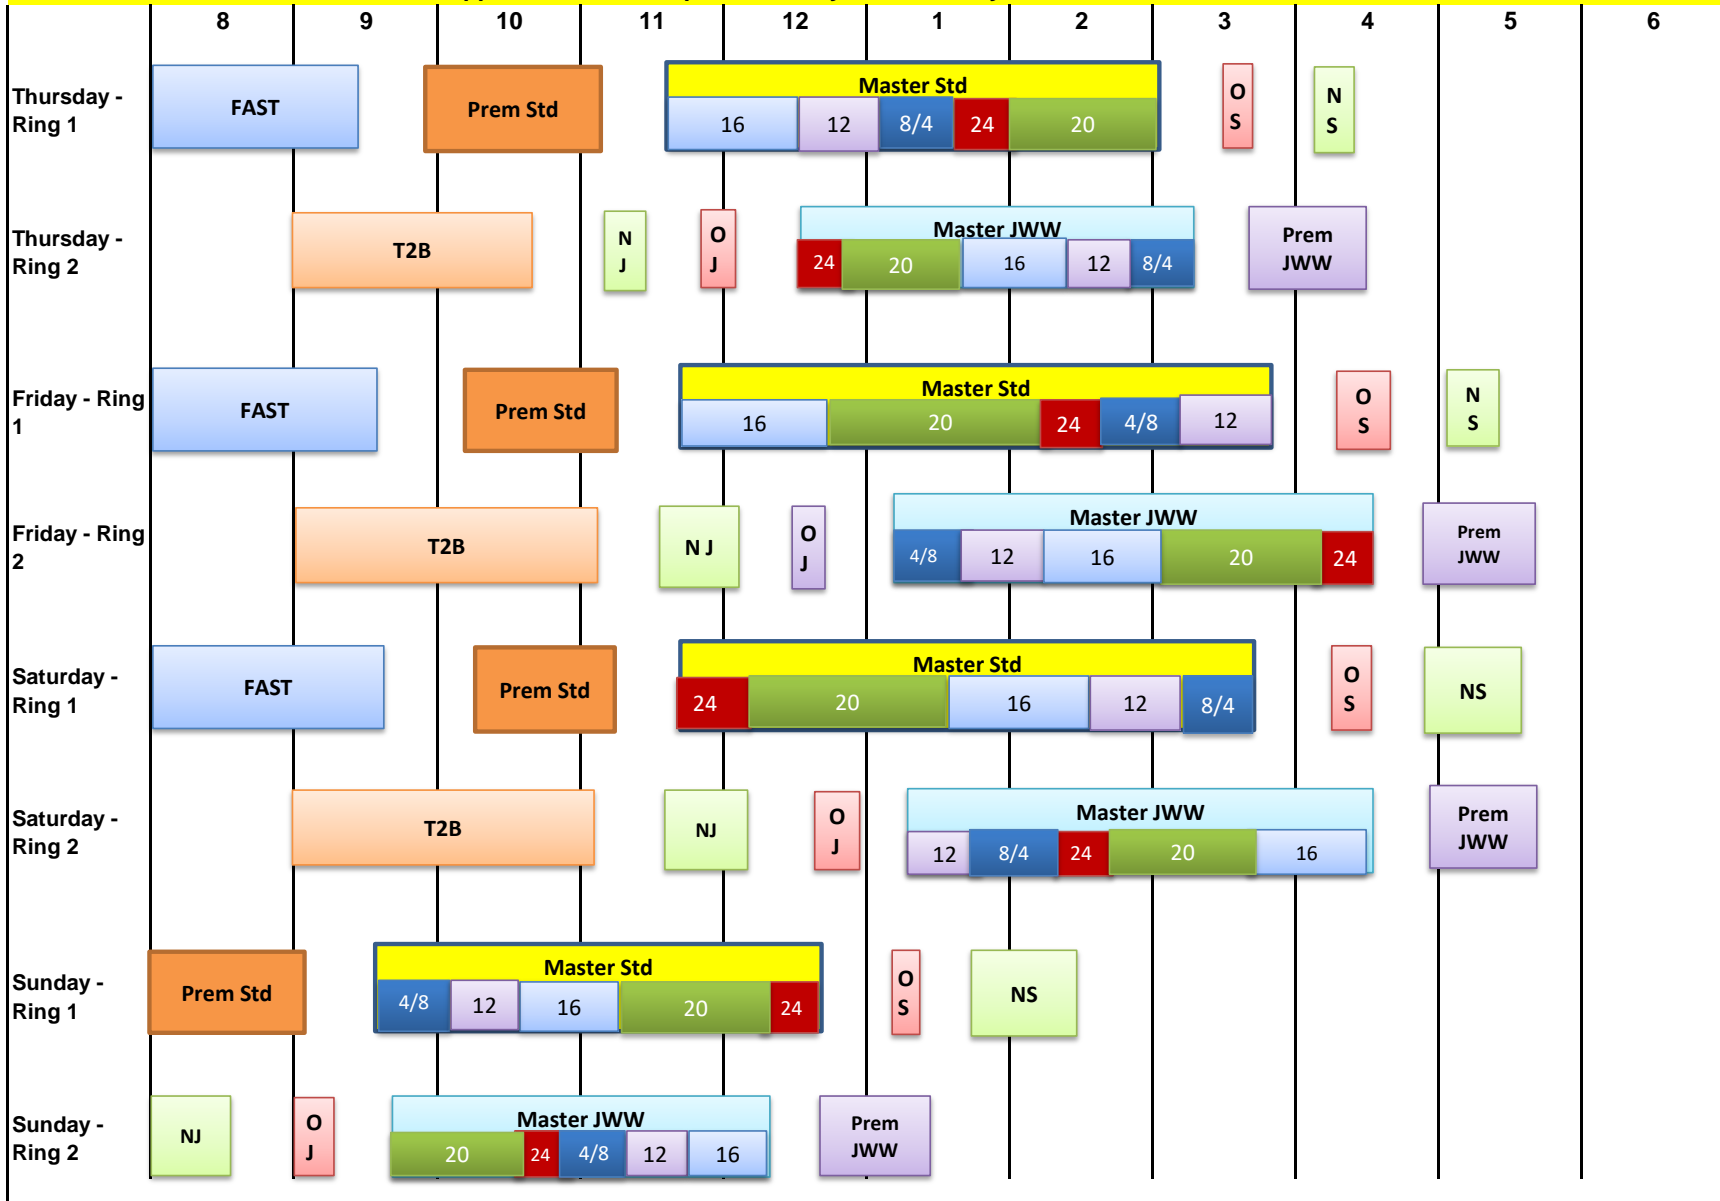 8 9 10 11 12 1 2 3 4 5 6
Thursday -
Ring 1
FAST
Prem Std
Master Std
16 12 8/4 24 20
O
S
N
S
Thursday -
Ring 2
T2B
N
J
O
J
Master JWW
24 20 16 12 8/4
Prem
JWW
Friday - Ring
1
FAST
Prem Std
Master Std
16 20 24 4/8 12
O
S
N
S
Friday - Ring
2
T2B
N J
O
J
Master JWW
4/8 12 16 20 24
Prem
JWW
Saturday -
Ring 1
FAST
Prem Std
Master Std
24 20 16 12 8/4
O
S
NS
Saturday -
Ring 2
T2B
NJ
O
J
Master JWW
12 8/4 24 20 16
Prem
JWW
Sunday -
Ring 1
Prem Std
Master Std
4/8 12 16 20 24
O
S
NS
Sunday -
Ring 2
NJ
O
J
Master JWW
20 24 4/8 12 16
Prem
JWW